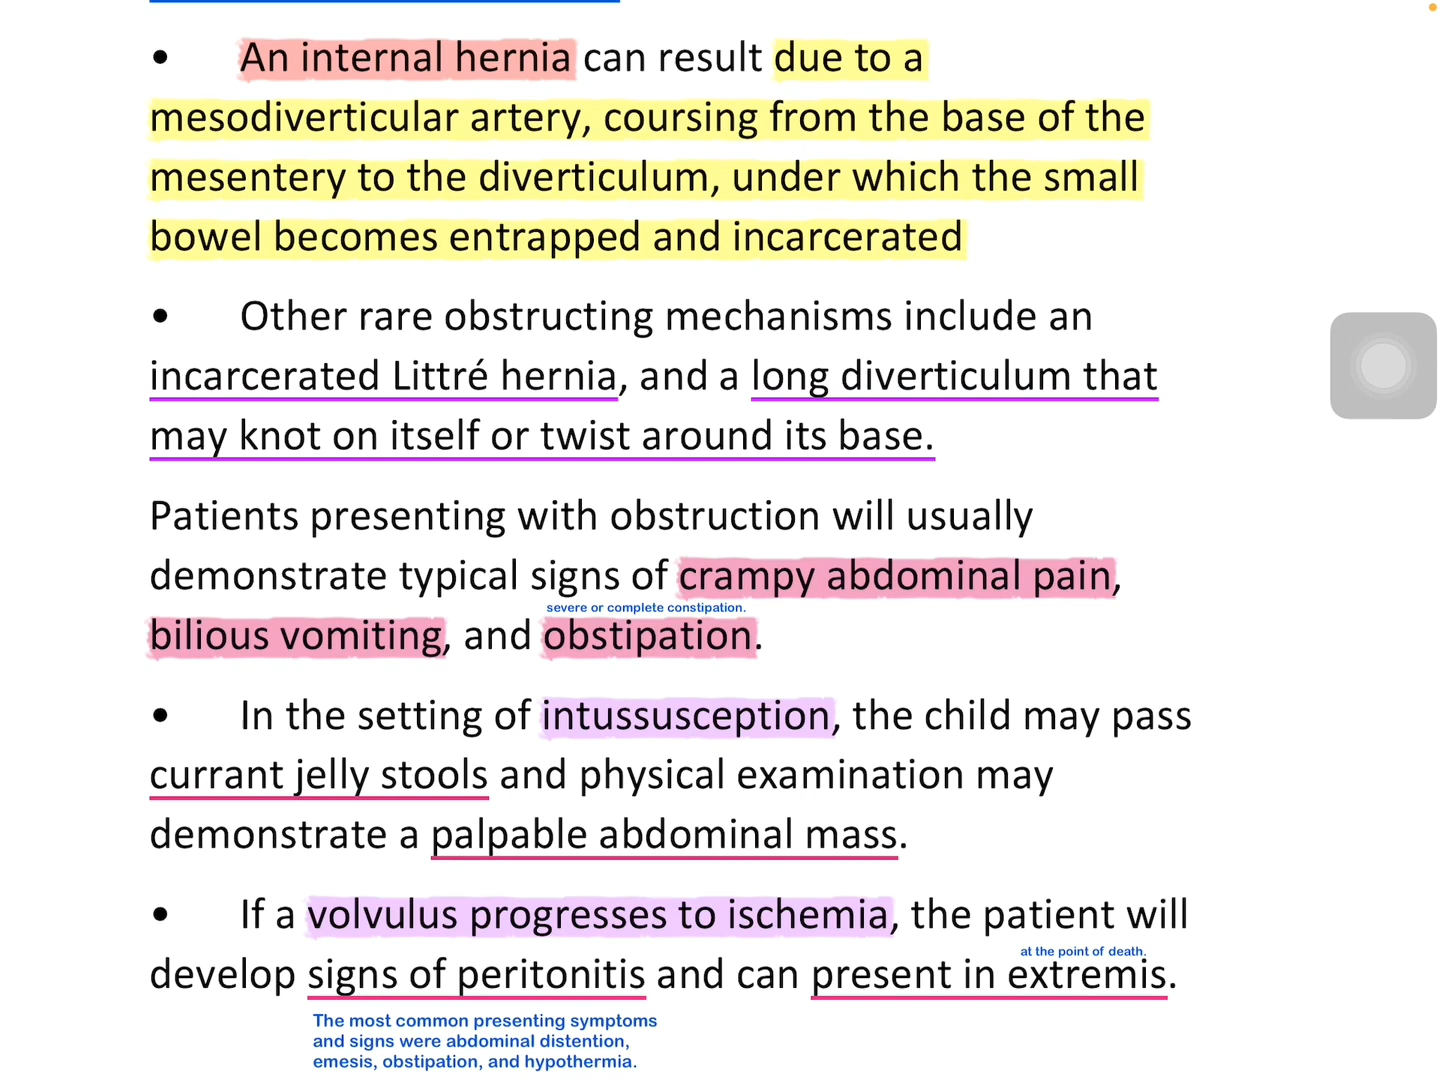 • An internal hernia can result due to a
mesodiverticular artery, coursing from the base of the
mesentery to the diverticulum, under which the small
bowel becomes entrapped and incarcerated
• Other rare obstructing mechanisms include an
incarcerated Littré hernia, and a long diverticulum that
may knot on itself or twist around its base.
Patients presenting with obstruction will usually
demonstrate typical signs of crampy abdominal pain,
severe or complete constipation.
bilious vomiting, and obstipation.
• In the setting of intussusception, the child may pass
currant jelly stools and physical examination may
demonstrate a palpable abdominal mass.
• If a volvulus progresses to ischemia, the patient will
at the point of death.
develop signs of peritonitis and can present in extremis.
The most common presenting symptoms
and signs were abdominal distention,
emesis, obstipation, and hypothermia.